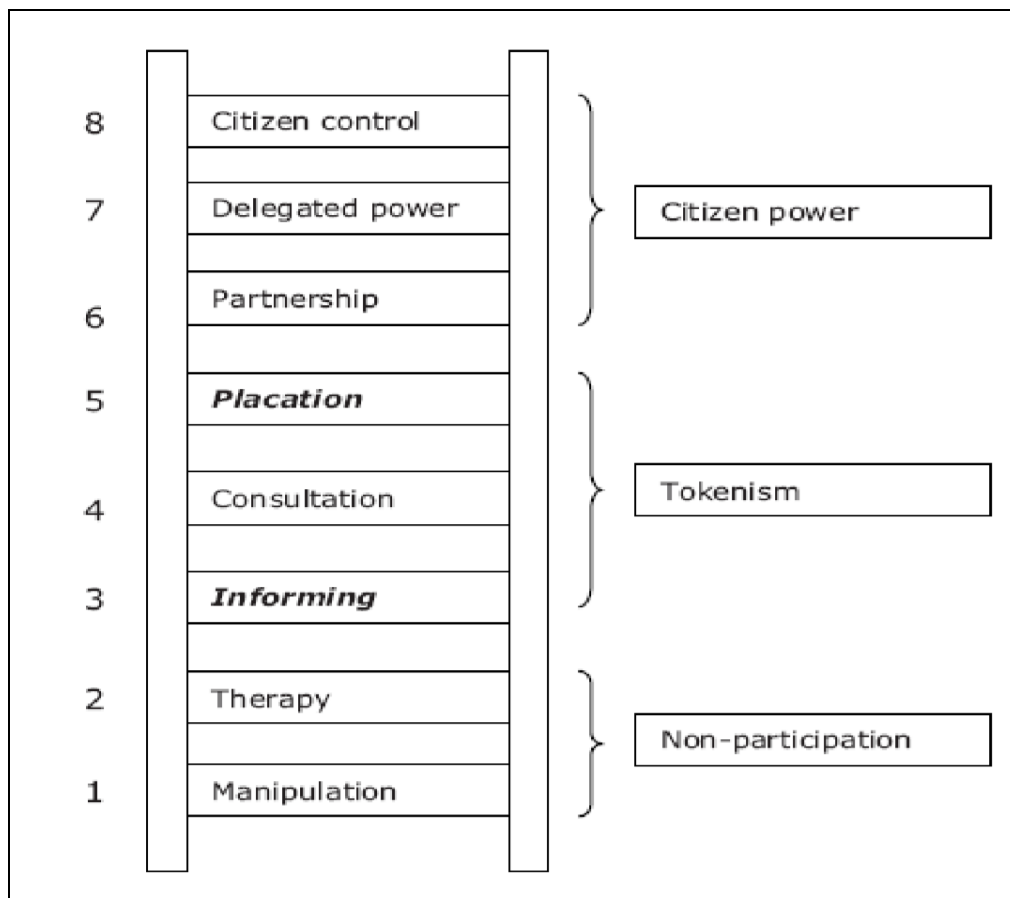 8 Citizen control
7 Delegated power
Citizen power
6 Partnership
5 Placation
4 Consultation
Tokenism
3 Informing
2 Therapy
Non-participation
1 Manipulation